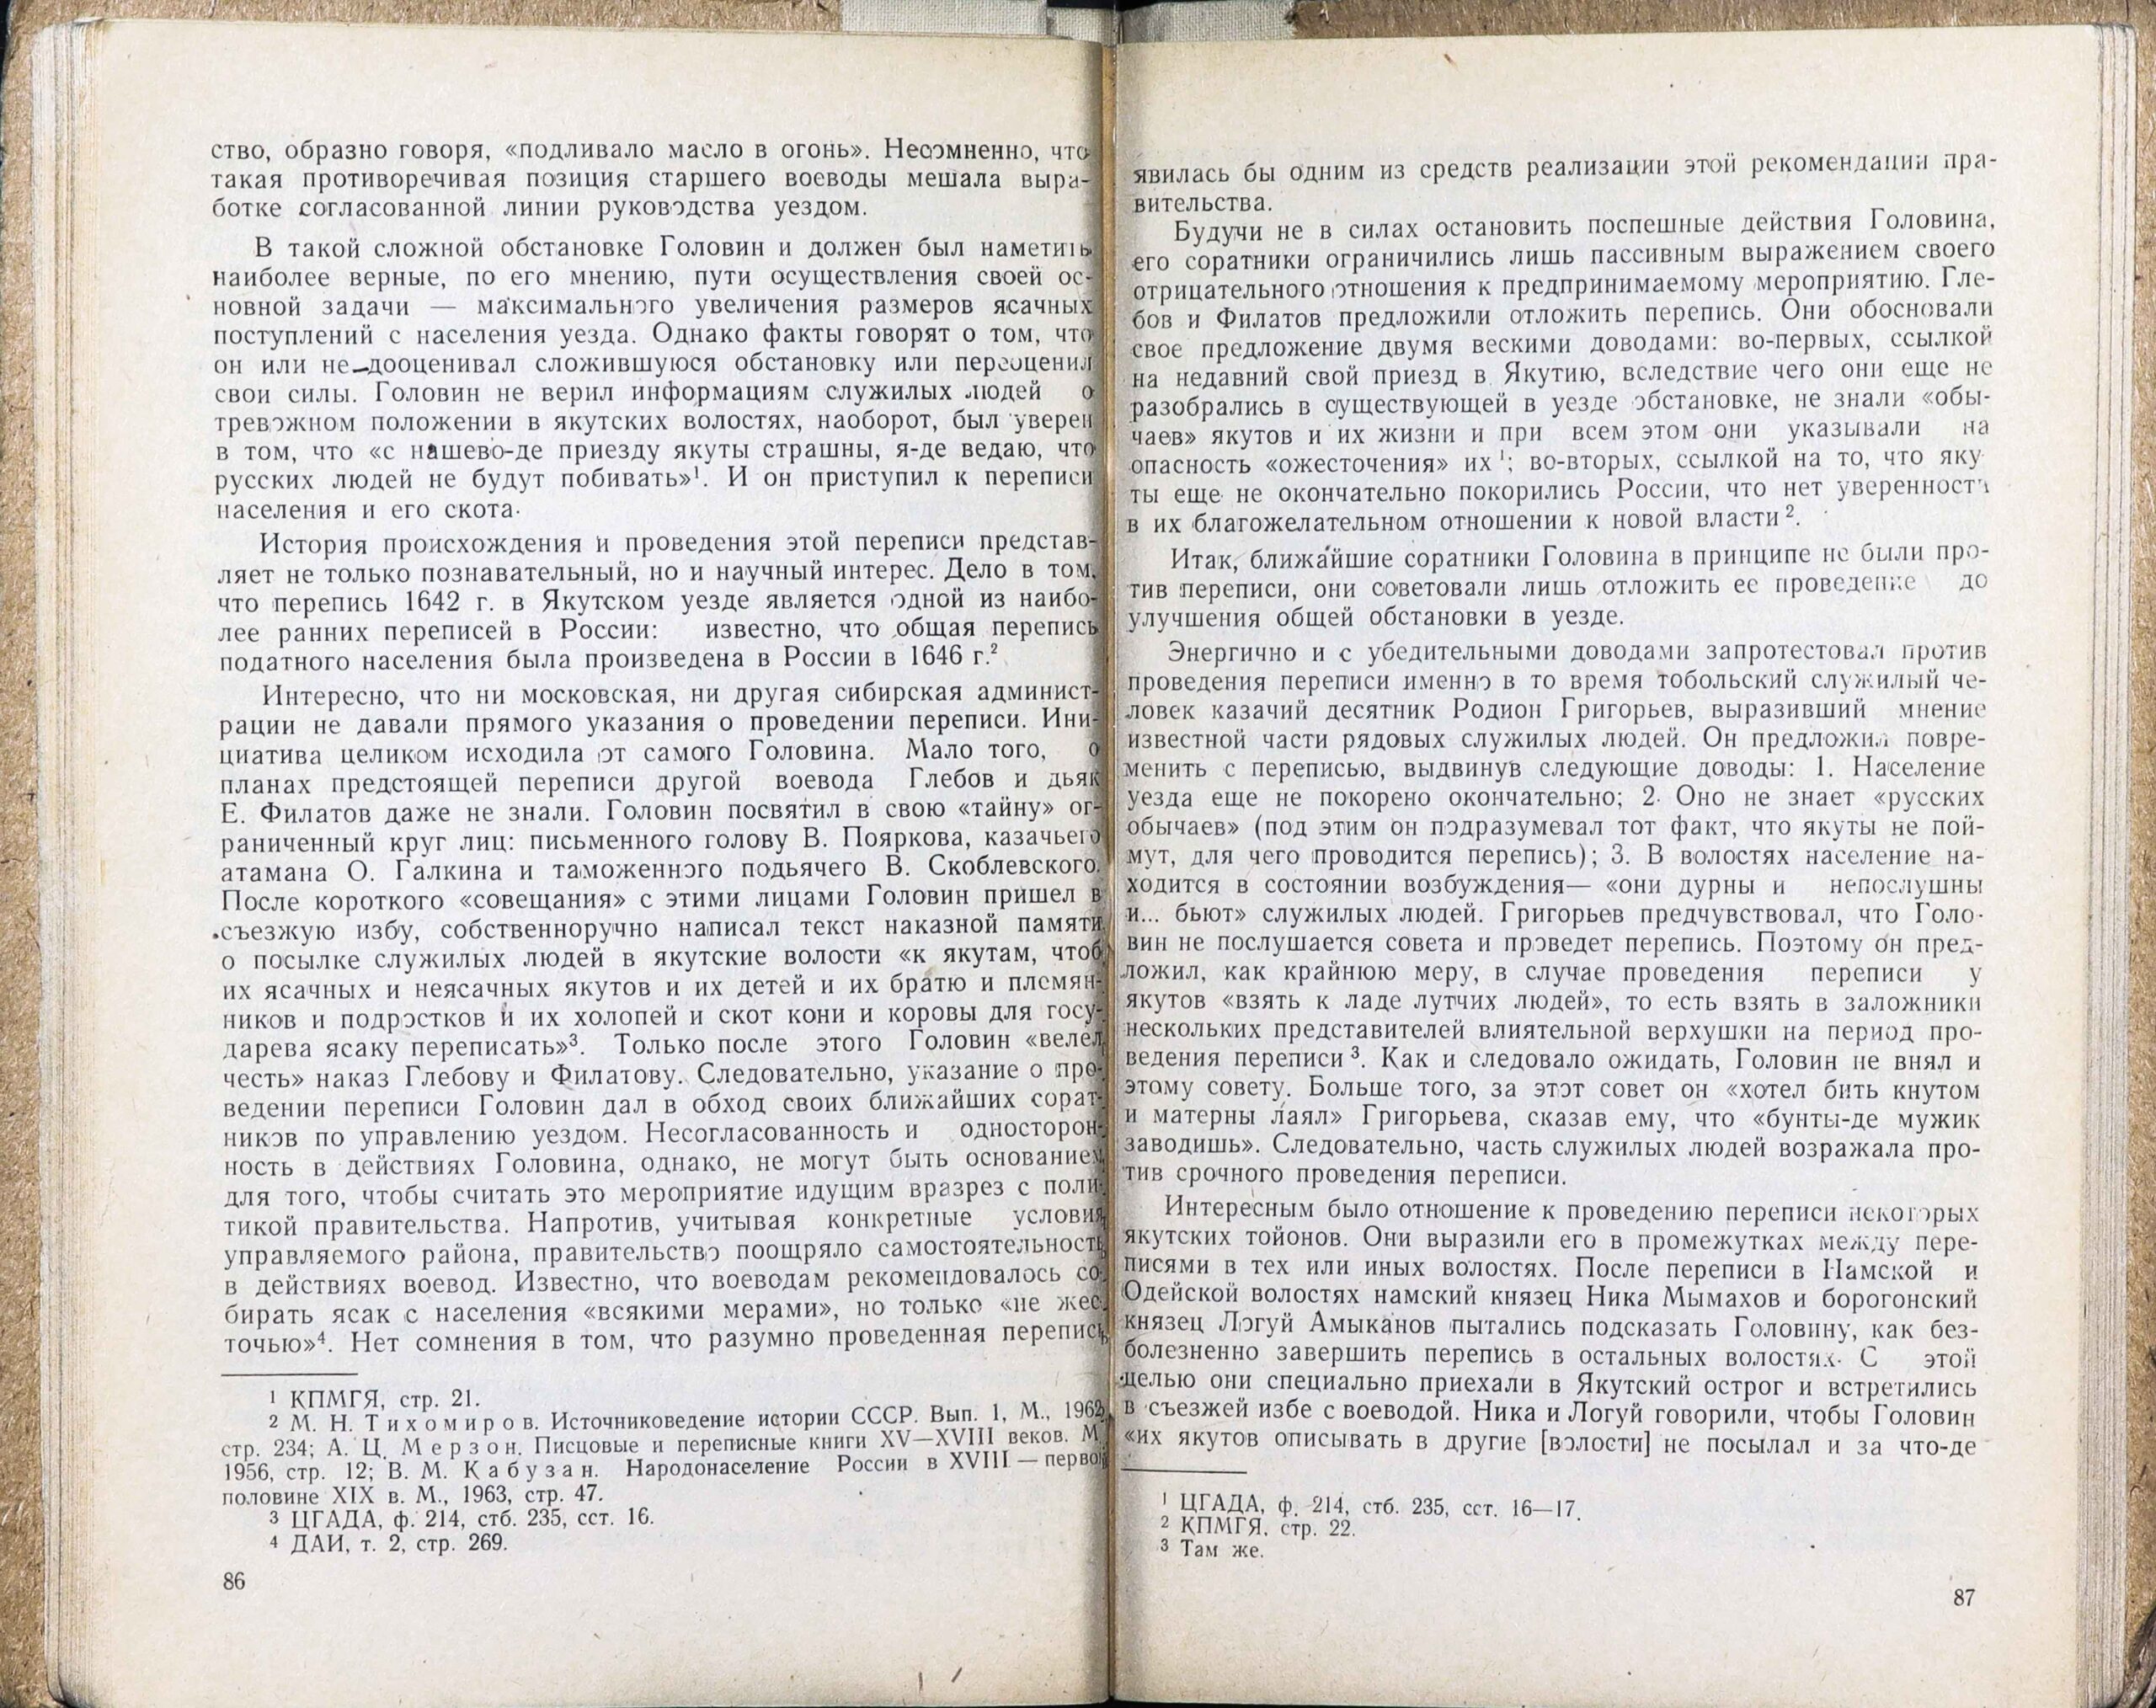 ство, образно говоря, «подливало масло в огонь». Несомненно, что
такая противоречивая позиция старшего воеводы мешала выра-
ботке согласованной линии руководства уездом.
В такой сложной обстановке Головин и должен был наметить
наиболее верные, по его мнению, пути осуществления своей ос-
новной задачи — максимального увеличения размеров ясачных
поступлений с населения уезда. Однако факты говорят о том, что
он или не-дооценивал сложившуюся обстановку или переоценил
свои силы. Головин не верил информациям служилых людей о
тревожном положении в якутских волостях, наоборот, был уверен
в том, что «с нашево-де приезду якуты страшны, я-де ведаю, что
русских людей не будут побивать»¹. И он приступил к переписи
населения и его скота.
История происхождения и проведения этой переписи представ-
ляет не только познавательный, но и научный интерес. Дело в том,
что перепись 1642 г. в Якутском уезде является одной из наибо-
лее ранних переписей в России: известно, что общая перепись
податного населения была произведена в России в 1646 г.²
Интересно, что ни московская, ни другая сибирская админист-
рации не давали прямого указания о проведении переписи. Ини-
циатива целиком исходила от самого Головина. Мало того, о
планах предстоящей переписи другой воевода Глебов и дьяк
Е. Филатов даже не знали. Головин посвятил в свою «тайну» ог-
раниченный круг лиц: письменного голову В. Пояркова, казачьего
атамана О. Галкина и таможенного подьячего В. Скоблевского.
После короткого «совещания» с этими лицами Головин пришел в
съезжую избу, собственноручно написал текст наказной памяти
о посылке служилых людей в якутские волости «к якутам, чтоб
их ясачных и неясачных якутов и их детей и их братю и племян-
ников и подростков и их холопей и скот кони и коровы для госу-
дарева ясаку переписать»³. Только после этого Головин «велел
честь» наказ Глебову и Филатову. Следовательно, указание о про-
ведении переписи Головин дал в обход своих ближайших сорат-
ников по управлению уездом. Несогласованность и односторон-
ность в действиях Головина, однако, не могут быть основанием
для того, чтобы считать это мероприятие идущим вразрез с поли-
тикой правительства. Напротив, учитывая конкретные условия
управляемого района, правительство поощряло самостоятельность
в действиях воевод. Известно, что воеводам рекомендовалось со-
бирать ясак с населения «всякими мерами», но только «не жес-
точью»⁴. Нет сомнения в том, что разумно проведенная перепись
1 КПМГЯ, стр. 21.
2 М. Н. Тихомиров. Источниковедение истории СССР. Вып. 1, М., 1962,
стр. 234; А. Ц. Мерзон. Писцовые и переписные книги XV—XVIII веков. М.
1956, стр. 12; В. М. Кабузан. Народонаселение России в XVIII — первой
половине XIX в. М., 1963, стр. 47.
3 ЦГАДА, ф. 214, стб. 235, сст. 16.
4 ДАИ, т. 2, стр. 269.
86
явилась бы одним из средств реализации этой рекомендации пра-
вительства.
Будучи не в силах остановить поспешные действия Головина,
его соратники ограничились лишь пассивным выражением своего
отрицательного отношения к предпринимаемому мероприятию. Гле-
бов и Филатов предложили отложить перепись. Они обосновали
свое предложение двумя вескими доводами: во-первых, ссылкой
на недавний свой приезд в Якутию, вследствие чего они еще не
разобрались в существующей в уезде обстановке, не знали «обы-
чаев» якутов и их жизни и при всем этом они указывали на
опасность «ожесточения» их¹; во-вторых, ссылкой на то, что яку
ты еще не окончательно покорились России, что нет уверенности
в их благожелательном отношении к новой власти².
Итак, ближайшие соратники Головина в принципе не были про-
тив переписи, они советовали лишь отложить ее проведение до
улучшения общей обстановки в уезде.
Энергично и с убедительными доводами запротестовал против
проведения переписи именно в то время тобольский служилый че-
ловек казачий десятник Родион Григорьев, выразивший мнение
известной части рядовых служилых людей. Он предложил повре-
менить с переписью, выдвинув следующие доводы: 1. Население
уезда еще не покорено окончательно; 2. Оно не знает «русских
обычаев» (под этим он подразумевал тот факт, что якуты не пой-
мут, для чего проводится перепись); 3. В волостях население на-
ходится в состоянии возбуждения— «они дурны и непослушны
и... бьют» служилых людей. Григорьев предчувствовал, что Голо-
вин не послушается совета и проведет перепись. Поэтому он пред-
ложил, как крайнюю меру, в случае проведения переписи у
якутов «взять к ладе лутчих людей», то есть взять в заложники
нескольких представителей влиятельной верхушки на период про-
ведения переписи³. Как и следовало ожидать, Головин не внял и
этому совету. Больше того, за этот совет он «хотел бить кнутом
и матерны лаял» Григорьева, сказав ему, что «бунты-де мужик
заводишь». Следовательно, часть служилых людей возражала про-
тив срочного проведения переписи.
Интересным было отношение к проведению переписи некоторых
якутских тойонов. Они выразили его в промежутках между пере-
писями в тех или иных волостях. После переписи в Намской и
Одейской волостях намский князец Ника Мымахов и борогонский
князец Логуй Амыканов пытались подсказать Головину, как без-
болезненно завершить перепись в остальных волостях. С этой
целью они специально приехали в Якутский острог и встретились
в съезжей избе с воеводой. Ника и Логуй говорили, чтобы Головин
«их якутов описывать в другие [волости] не посылал и за что-де
1 ЦГАДА, ф. 214, стб. 235, сст. 16—17.
2 КПМГЯ, стр. 22.
3 Там же.
87